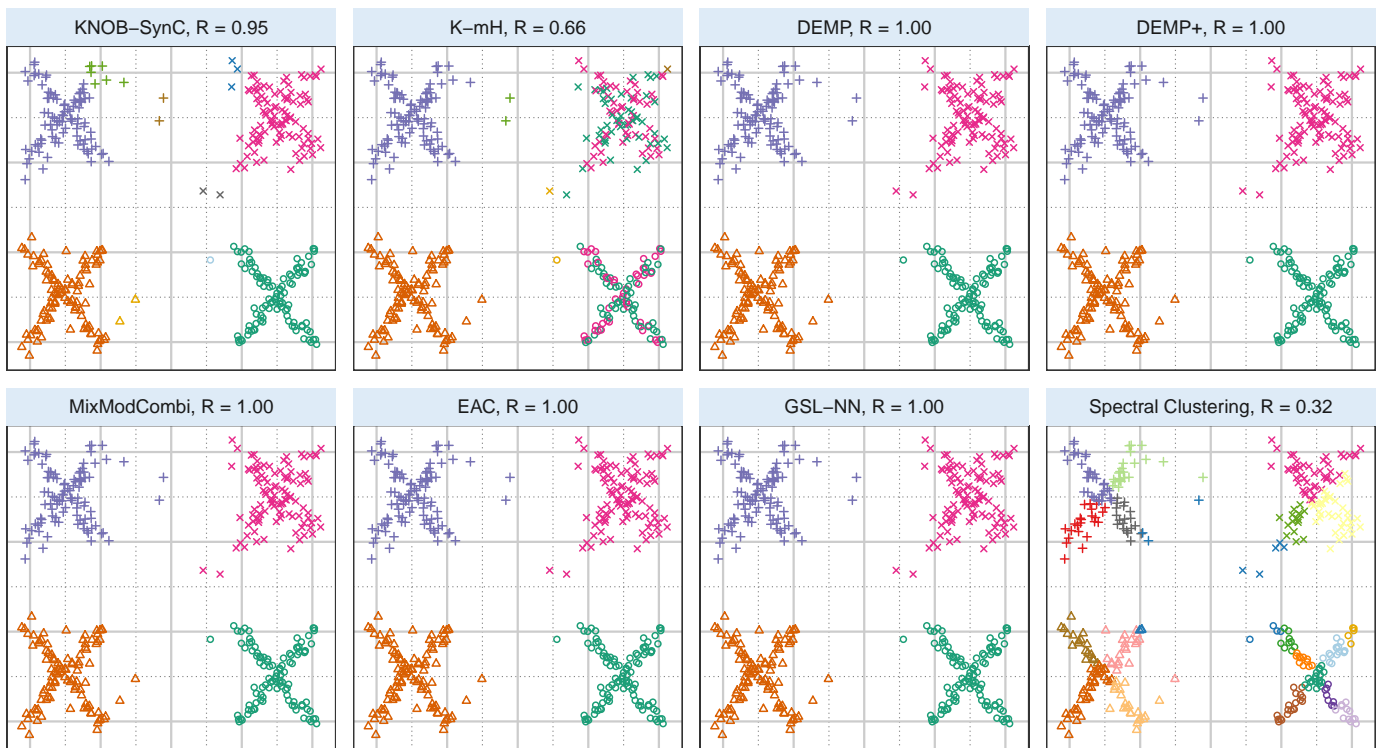 KNOB−SynC, R = 0.95
K−mH, R = 0.66
DEMP, R = 1.00
DEMP+, R = 1.00
MixModCombi, R = 1.00
EAC, R = 1.00
GSL−NN, R = 1.00
Spectral Clustering, R = 0.32